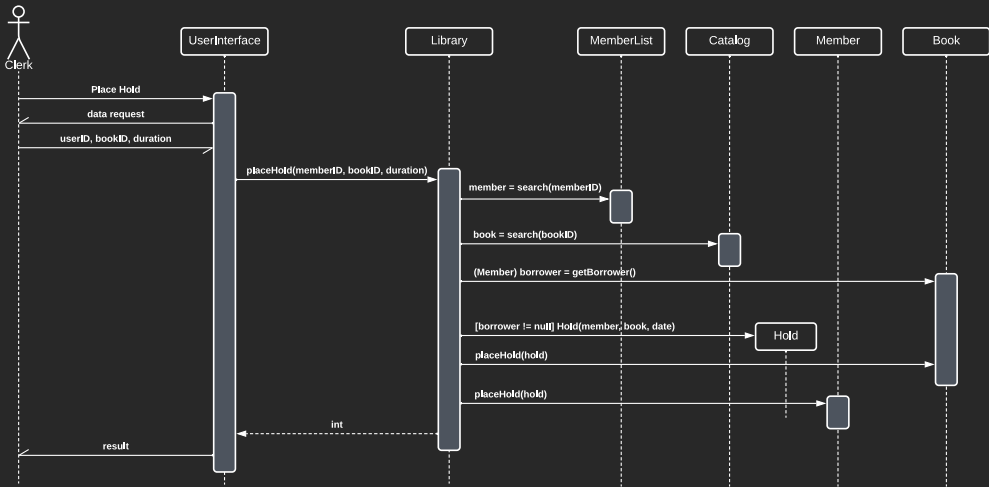 Clerk
UserInterface
Library
MemberList
Catalog
Member
Book
Place Hold
data request
userID, bookID, duration
placeHold(memberID, bookID, duration)
member = search(memberID)
book = search(bookID)
(Member) borrower = getBorrower()
[borrower != null] Hold(member, book, date)
Hold
placeHold(hold)
placeHold(hold)
int
result